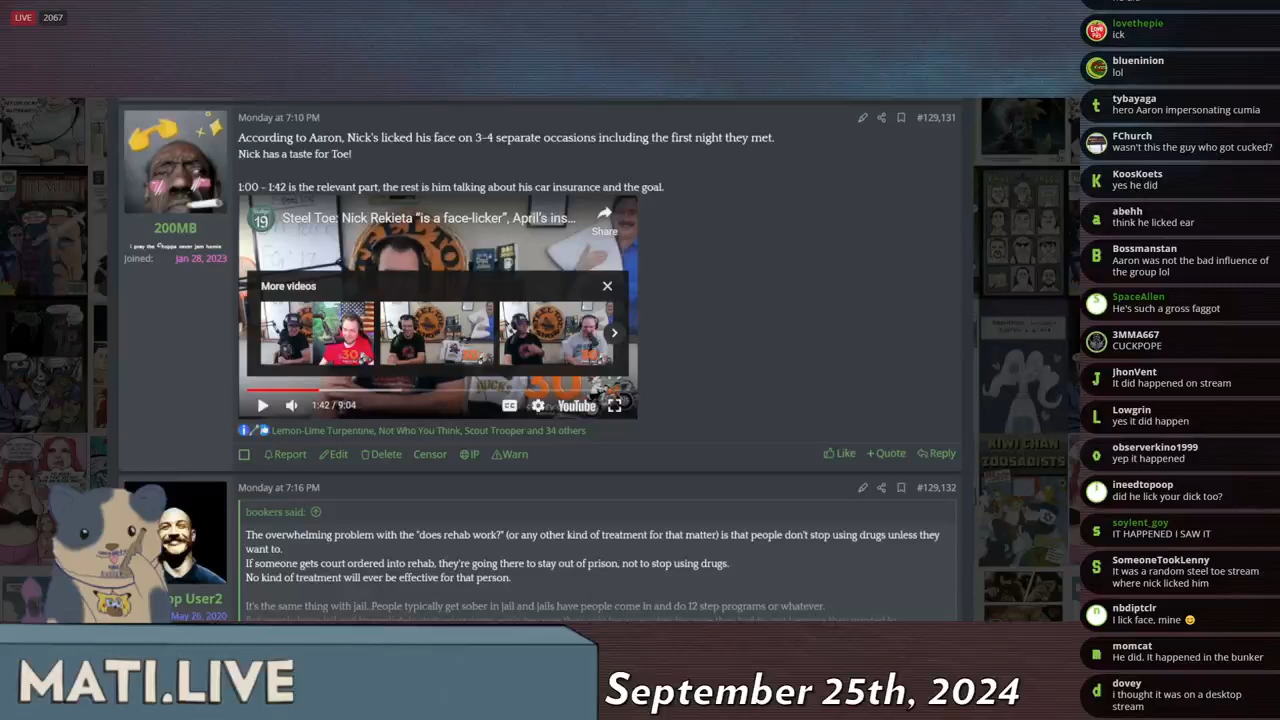 LIVE 2067
Monday at 7:10 PM
#129,131
According to Aaron, Nick's licked his face on 3-4 separate occasions including the first night they met.
Nick has a taste for Toe!
1:00 - 1:42 is the relevant part, the rest is him talking about his car insurance and the goal.
200MB
Joined: Jan 28, 2023
19
Steel Toe: Nick Rekieta “is a face-licker”, April’s ins...
Share
More videos
1:42 / 9:04
CC
YouTube
Lemon-Lime Turpentine, Not Who You Think, Scout Trooper and 34 others
Report Edit Delete Censor IP Warn
Like +Quote Reply
Monday at 7:16 PM
#129,132
bookers said:
The overwhelming problem with the "does rehab work?" (or any other kind of treatment for that matter) is that people don't stop using drugs unless they
want to.
If someone gets court ordered into rehab, they're going there to stay out of prison, not to stop using drugs.
No kind of treatment will ever be effective for that person.
It's the same thing with jail. People typically get sober in jail and jails have people come in and do 12 step programs or whatever.
pp User2
May 26, 2020
KIWI CHAN
ZOOSADISTS
MATI.LIVE
September 25th, 2024
lovethepie
ick
blueninion
lol
tybayaga
hero Aaron impersonating cumia
FChurch
wasn't this the guy who got cucked?
KoosKoets
yes he did
abehh
think he licked ear
Bossmanstan
Aaron was not the bad influence of
the group lol
SpaceAllen
He's such a gross faggot
3MMA667
CUCKPOPE
JhonVent
It did happened on stream
Lowgrin
yes it did happen
observerkino1999
yep it happened
ineedtopoop
did he lick your dick too?
soylent_goy
IT HAPPENED I SAW IT
SomeoneTookLenny
It was a random steel toe stream
where nick licked him
nbdiptclr
I lick face, mine 😊
momcat
He did. It happened in the bunker
dovey
i thought it was on a desktop
stream